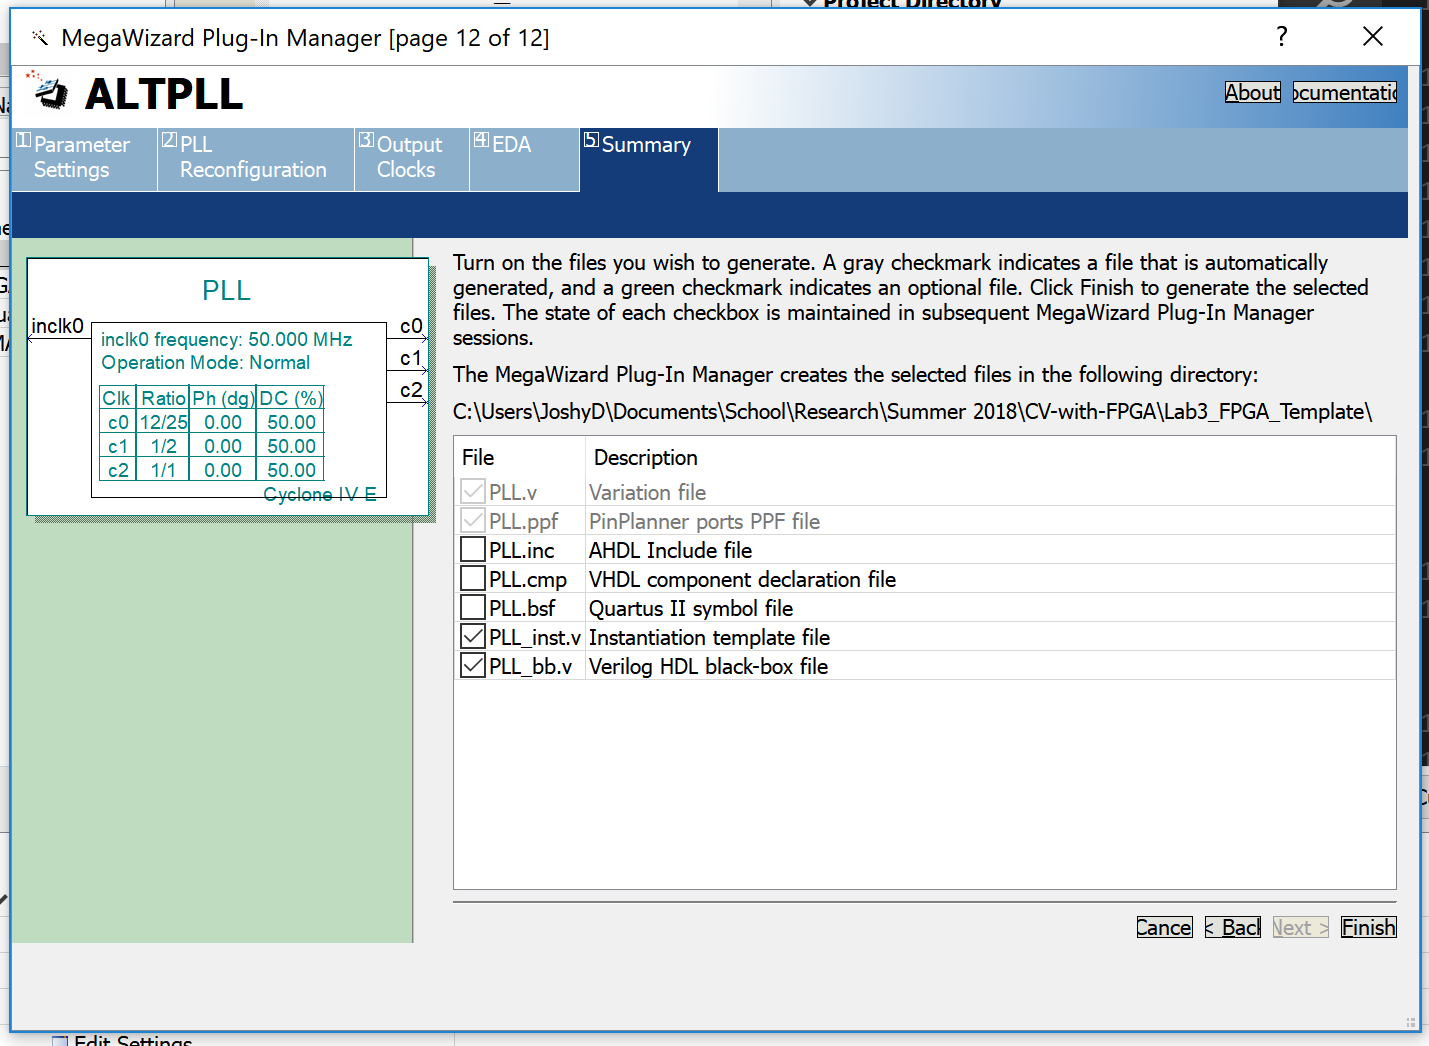 Project Directory
MegaWizard Plug-In Manager [page 12 of 12]
?
ALTPLL
About
ocumentatio
1 Parameter Settings
2 PLL Reconfiguration
3 Output Clocks
4 EDA
5 Summary
PLL
inclk0
c0
c1
c2
inclk0 frequency: 50.000 MHz
Operation Mode: Normal
Clk Ratio Ph (dg) DC (%)
c0 12/25 0.00 50.00
c1 1/2 0.00 50.00
c2 1/1 0.00 50.00
Cyclone IV E
Turn on the files you wish to generate. A gray checkmark indicates a file that is automatically
generated, and a green checkmark indicates an optional file. Click Finish to generate the selected
files. The state of each checkbox is maintained in subsequent MegaWizard Plug-In Manager
sessions.
The MegaWizard Plug-In Manager creates the selected files in the following directory:
C:\Users\JoshyD\Documents\School\Research\Summer 2018\CV-with-FPGA\Lab3_FPGA_Template\
File Description
PLL.v Variation file
PLL.ppf PinPlanner ports PPF file
PLL.inc AHDL Include file
PLL.cmp VHDL component declaration file
PLL.bsf Quartus II symbol file
PLL_inst.v Instantiation template file
PLL_bb.v Verilog HDL black-box file
Cance
< Back
Next >
Finish
Edit Settings